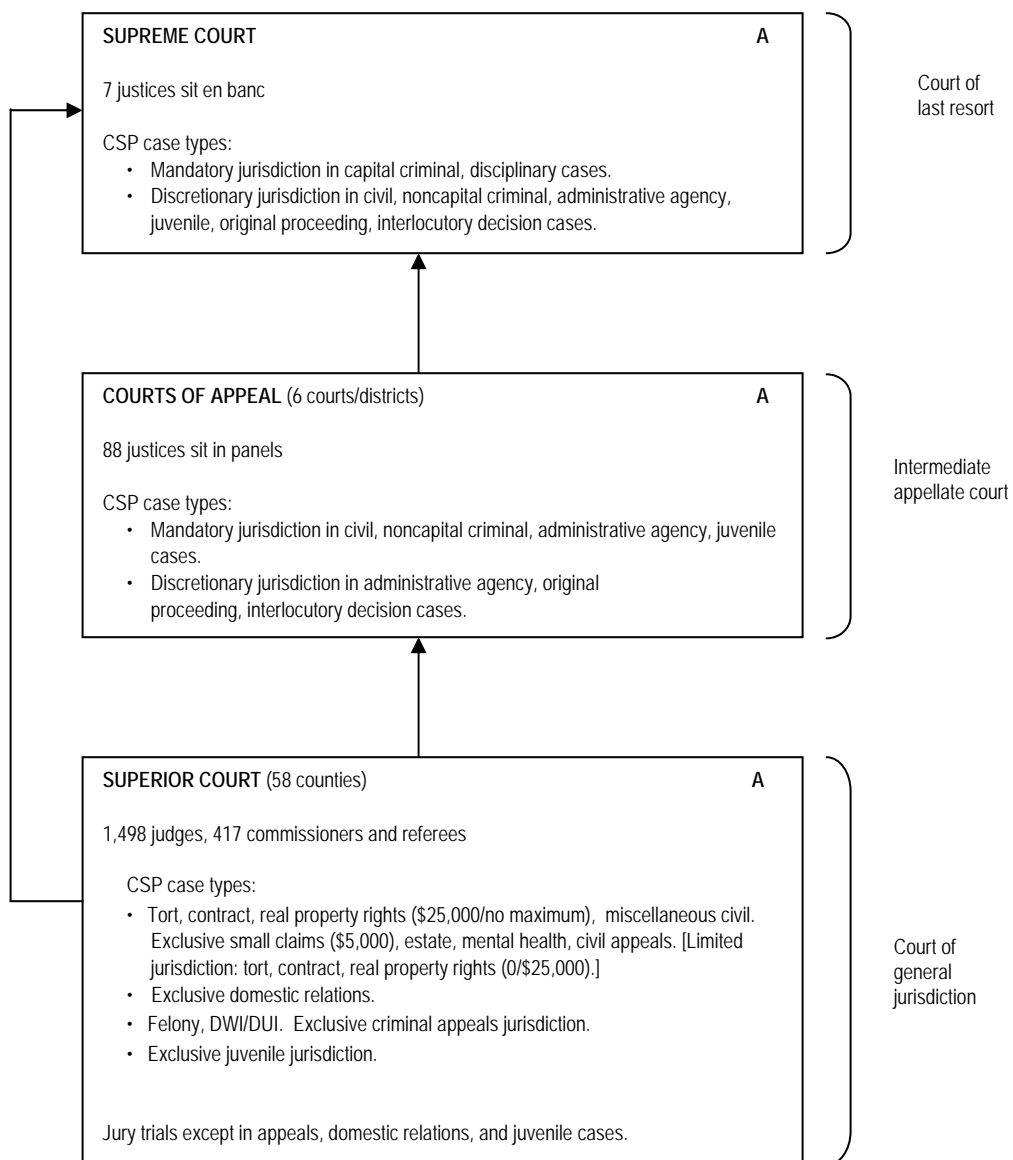 SUPREME COURT A
7 justices sit en banc
CSP case types:
• Mandatory jurisdiction in capital criminal, disciplinary cases.
• Discretionary jurisdiction in civil, noncapital criminal, administrative agency,
juvenile, original proceeding, interlocutory decision cases.
Court of
last resort
COURTS OF APPEAL (6 courts/districts) A
88 justices sit in panels
CSP case types:
• Mandatory jurisdiction in civil, noncapital criminal, administrative agency, juvenile
cases.
• Discretionary jurisdiction in administrative agency, original
proceeding, interlocutory decision cases.
Intermediate
appellate court
SUPERIOR COURT (58 counties) A
1,498 judges, 417 commissioners and referees
CSP case types:
• Tort, contract, real property rights ($25,000/no maximum), miscellaneous civil.
Exclusive small claims ($5,000), estate, mental health, civil appeals. [Limited
jurisdiction: tort, contract, real property rights (0/$25,000).]
• Exclusive domestic relations.
• Felony, DWI/DUI. Exclusive criminal appeals jurisdiction.
• Exclusive juvenile jurisdiction.
Jury trials except in appeals, domestic relations, and juvenile cases.
Court of
general
jurisdiction